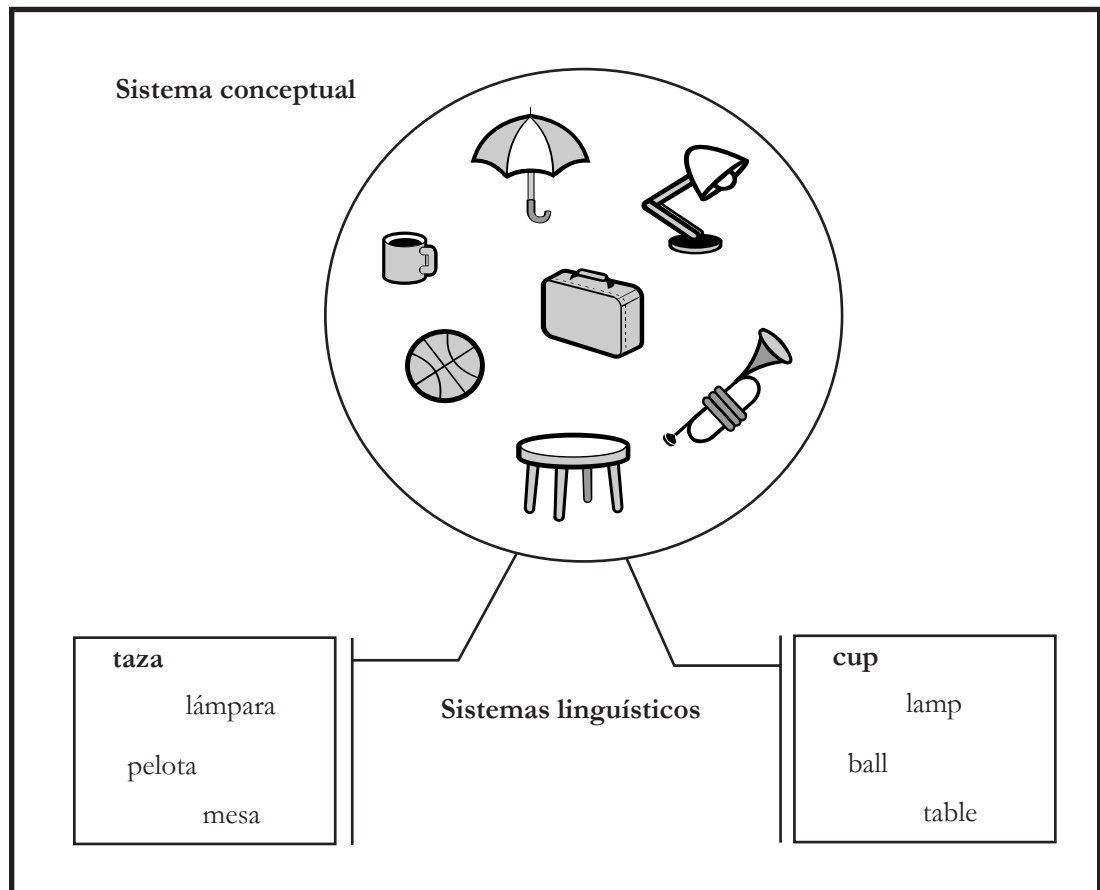 Sistema conceptual
taza
lámpara
pelota
mesa
Sistemas linguísticos
cup
lamp
ball
table